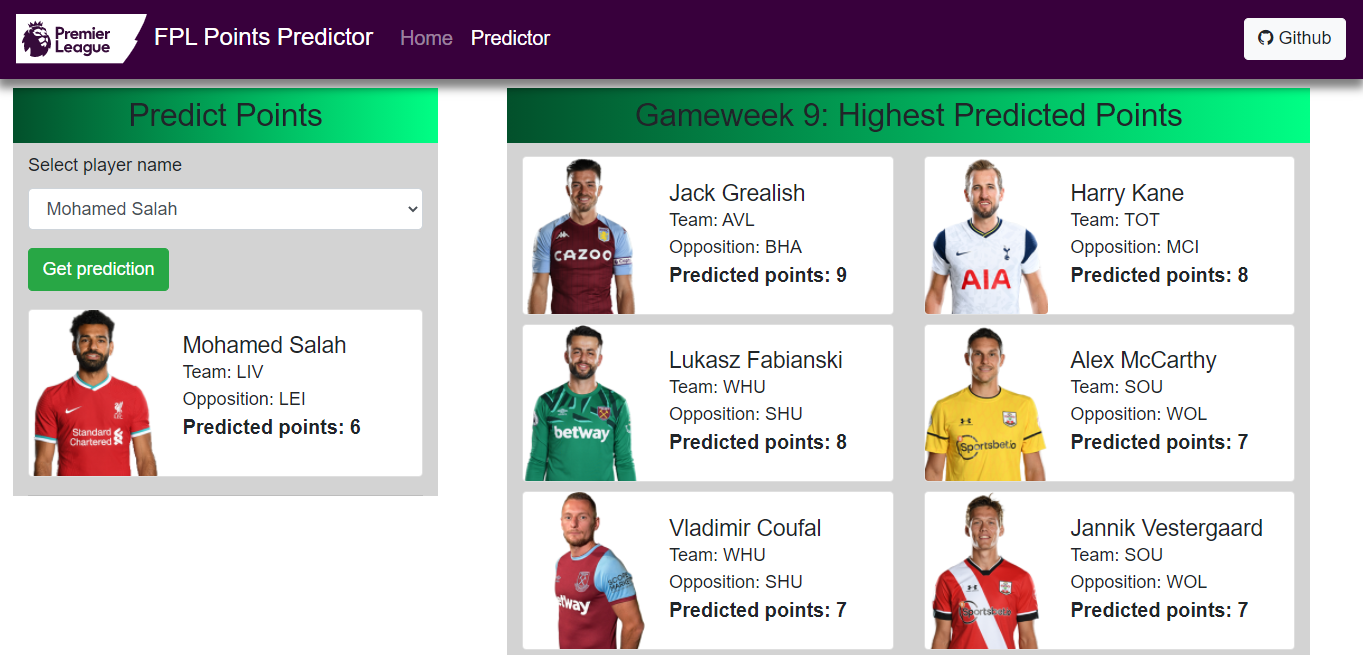 Premier League
FPL Points Predictor
Home
Predictor
Github
Predict Points
Select player name
Mohamed Salah
Get prediction
Standard Chartered
Mohamed Salah
Team: LIV
Opposition: LEI
Predicted points: 6
Gameweek 9: Highest Predicted Points
CAZOO
Jack Grealish
Team: AVL
Opposition: BHA
Predicted points: 9
AIA
Harry Kane
Team: TOT
Opposition: MCI
Predicted points: 8
betway
Lukasz Fabianski
Team: WHU
Opposition: SHU
Predicted points: 8
Sportsbet.io
Alex McCarthy
Team: SOU
Opposition: WOL
Predicted points: 7
etway
Vladimir Coufal
Team: WHU
Opposition: SHU
Predicted points: 7
Sportsbet.io
Jannik Vestergaard
Team: SOU
Opposition: WOL
Predicted points: 7